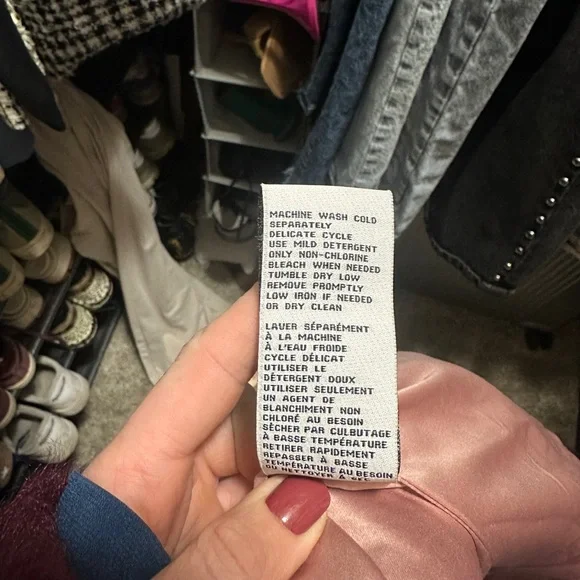 MACHINE WASH COLD
SEPARATELY
DELICATE CYCLE
USE MILD DETERGENT
ONLY NON-CHLORINE
BLEACH WHEN NEEDED
TUMBLE DRY LOW
REMOVE PROMPTLY
LOW IRON IF NEEDED
OR DRY CLEAN
LAVER SÉPARÉMENT
À LA MACHINE
À L'EAU FROIDE
CYCLE DÉLICAT
UTILISER LE
DÉTERGENT DOUX
UTILISER SEULEMENT
UN AGENT DE
BLANCHIMENT NON
CHLORÉ AU BESOIN
SÉCHER PAR CULBUTAGE
À BASSE TEMPÉRATURE
RETIRER RAPIDEMENT
REPASSER À BASSE
TEMPÉRATURE AU BESOIN
OU NETTOYER À SEC